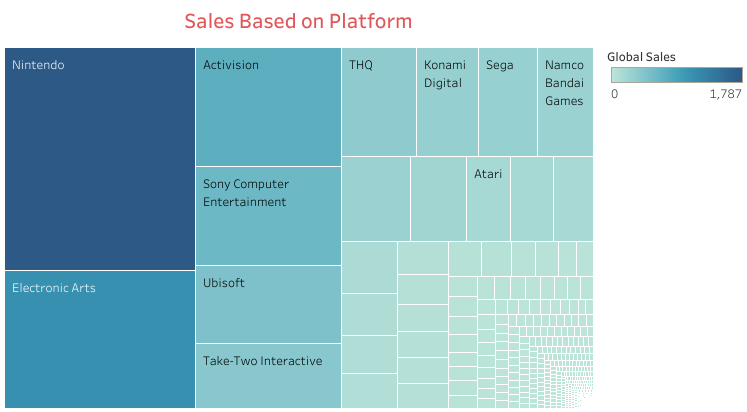 Sales Based on Platform
Nintendo
Activision
THQ
Konami
Digital
Sega
Namco
Bandai
Games
Global Sales
0
1,787
Sony Computer
Entertainment
Atari
Electronic Arts
Ubisoft
Take-Two Interactive